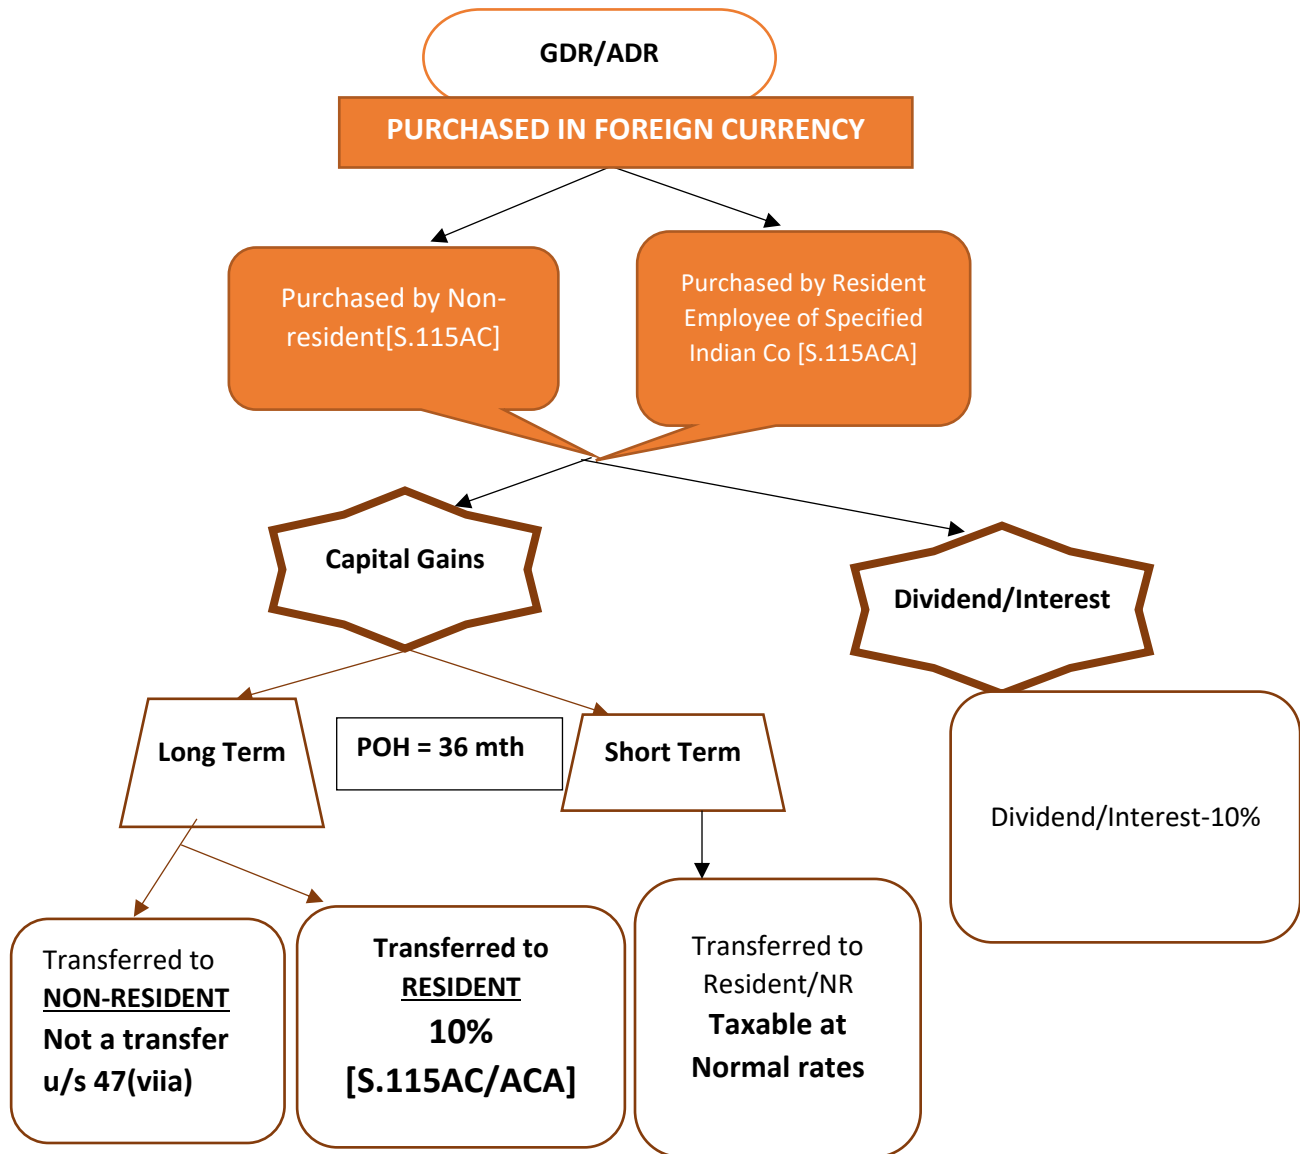 GDR/ADR
PURCHASED IN FOREIGN CURRENCY
Purchased by Non-
resident[S.115AC]
Purchased by Resident
Employee of Specified
Indian Co [S.115ACA]
Capital Gains
Dividend/Interest
Long Term
POH = 36 mth
Short Term
Dividend/Interest-10%
Transferred to
NON-RESIDENT
Not a transfer
u/s 47(viia)
Transferred to
RESIDENT
10%
[S.115AC/ACA]
Transferred to
Resident/NR
Taxable at
Normal rates